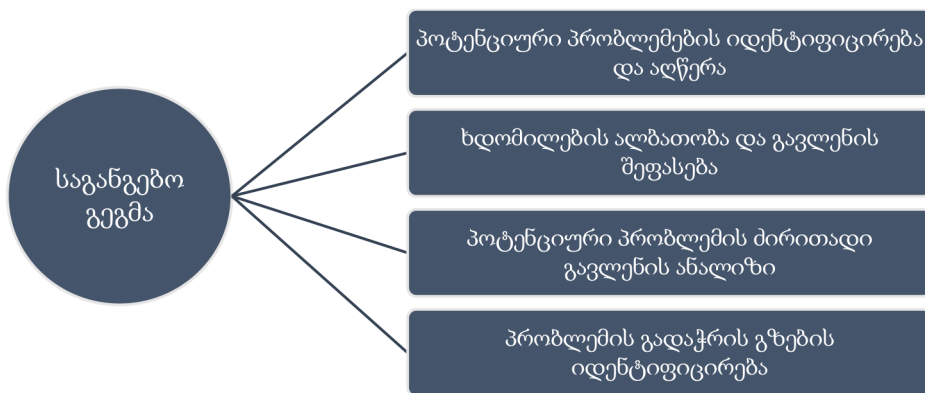 საგანგებო
გეგმა
პოტენციური პრობლემების იდენტიფიცირება
და აღწერა
ხდომილების ალბათობა და გავლენის
შეფასება
პოტენციური პრობლემის ძირითადი
გავლენის ანალიზი
პრობლემის გადაჭრის გზების
იდენტიფიცირება